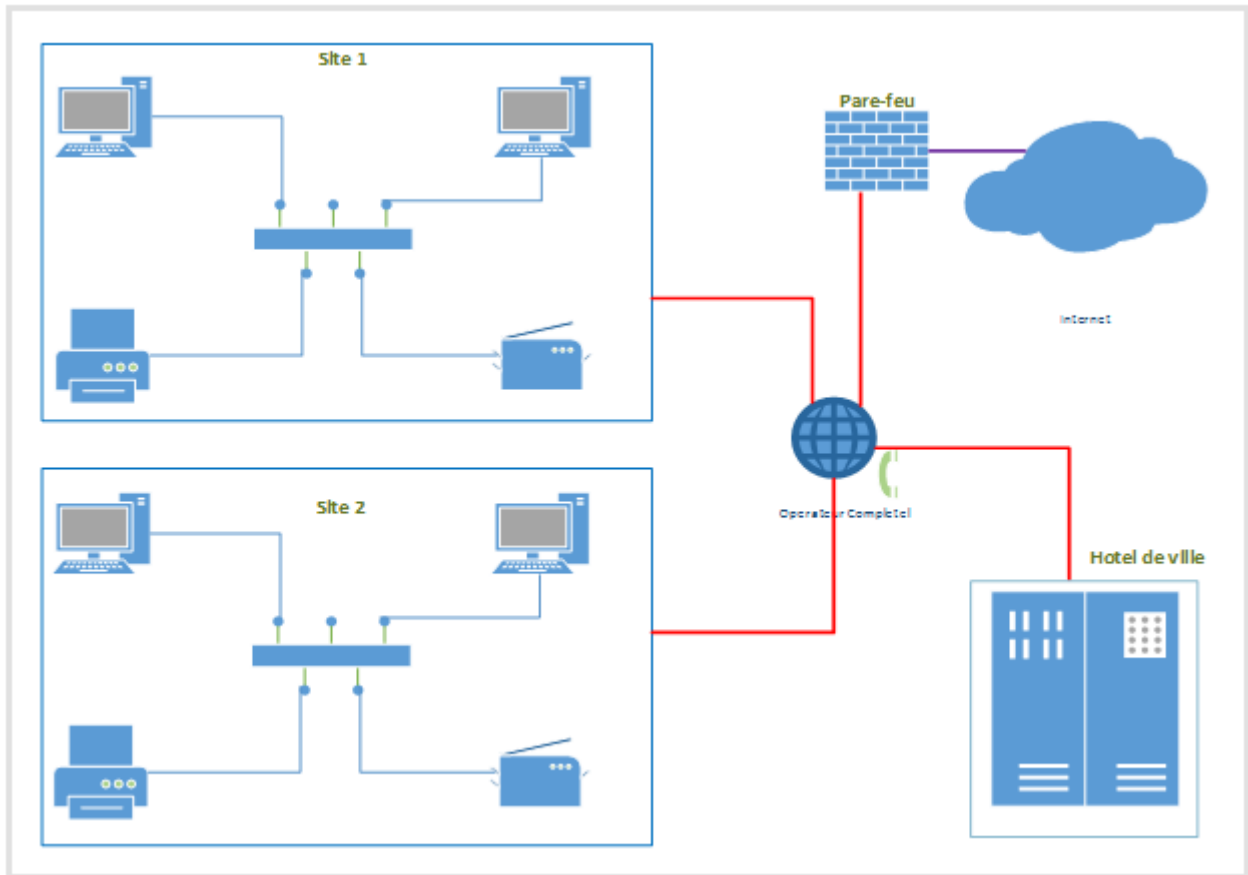 Site 1
Pare-feu
Internet
Site 2
Operateur Completel
Hotel de ville